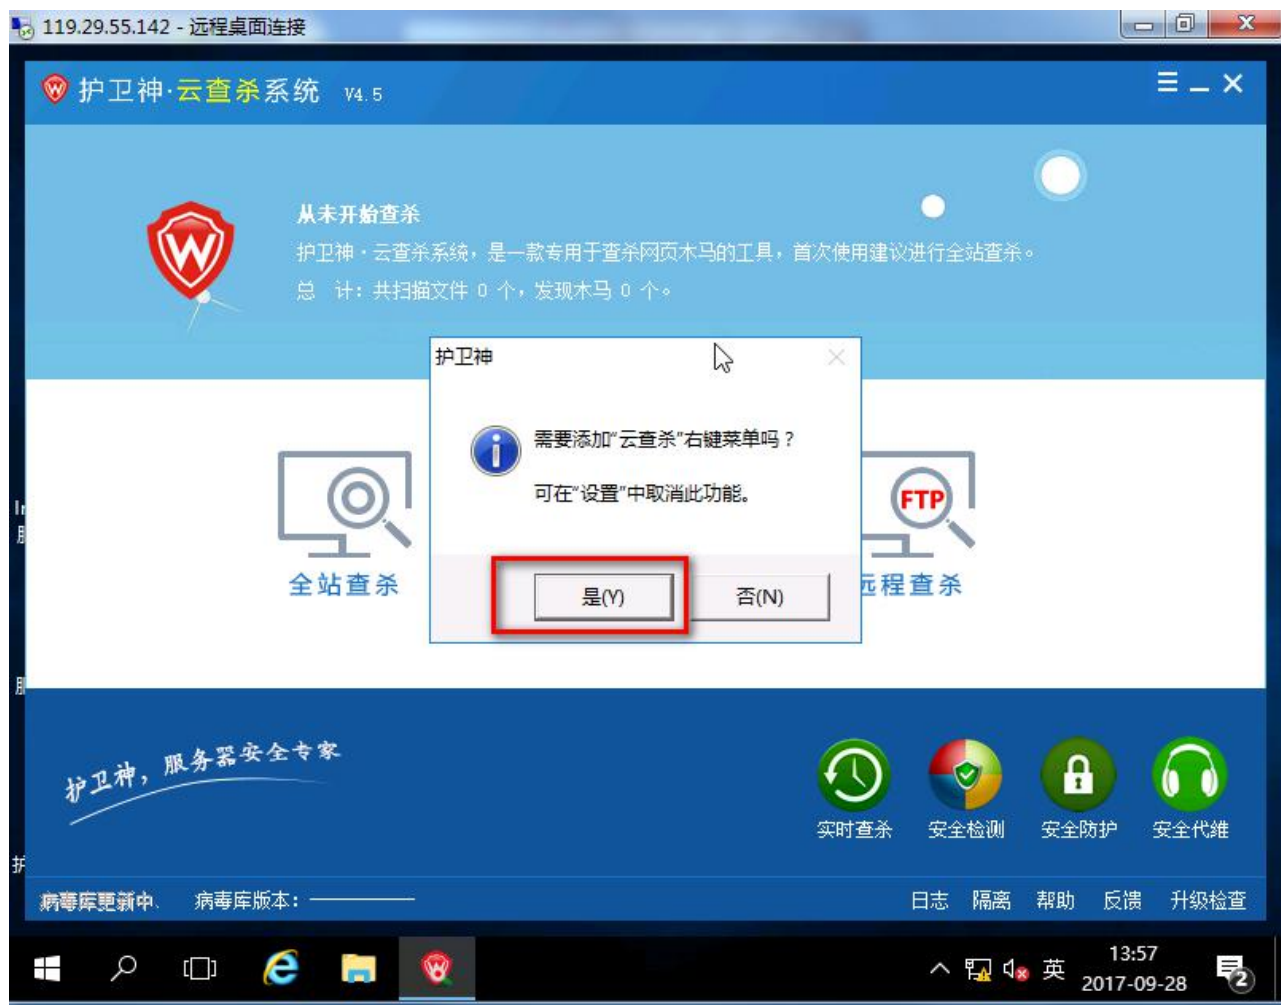 119.29.55.142 - 远程桌面连接
护卫神·云查杀系统 V4.5
从未开始查杀
护卫神·云查杀系统，是一款专用于查杀网页木马的工具，首次使用建议进行全站查杀。
总 计：共扫描文件 0 个，发现木马 0 个。
护卫神
需要添加“云查杀”右键菜单吗？
可在“设置”中取消此功能。
是(Y) 否(N)
FTP
全站查杀
远程查杀
护卫神，服务器安全专家
实时查杀 安全检测 安全防护 安全代维
病毒库更新中、 病毒库版本：
日志 隔离 帮助 反馈 升级检查
英
13:57
2017-09-28
2